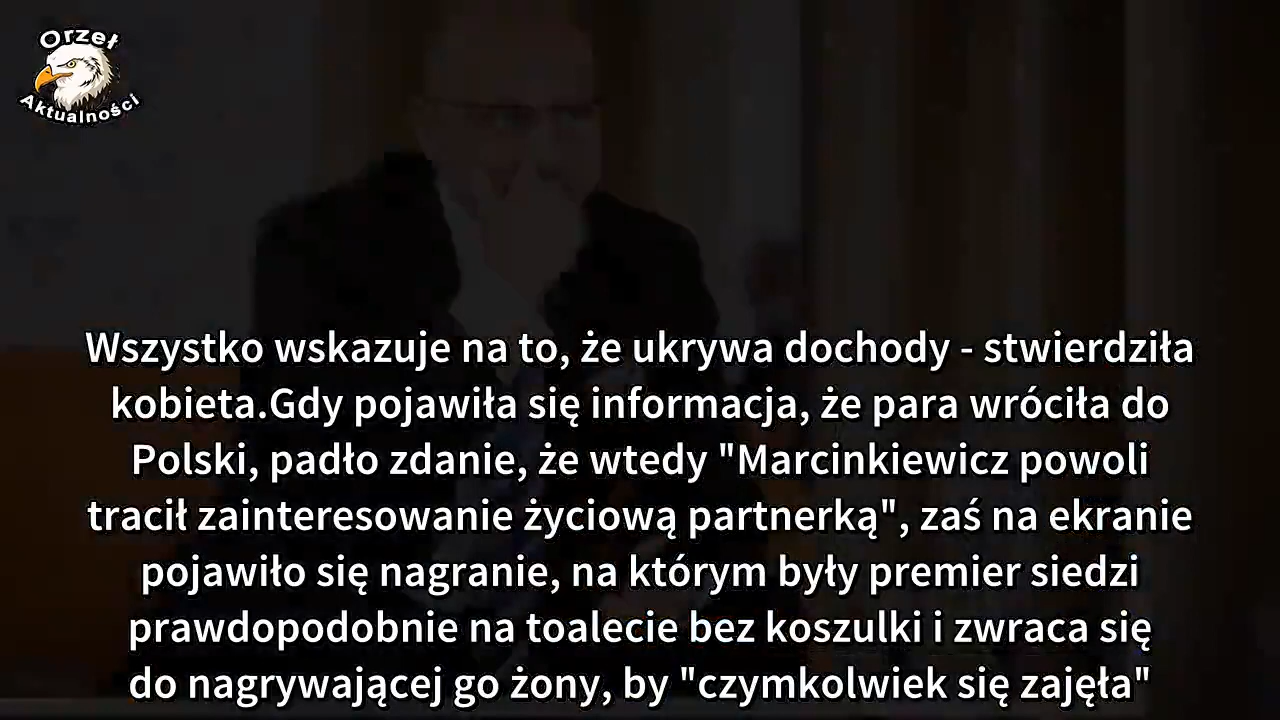 Orzeł
Aktualności
Wszystko wskazuje na to, że ukrywa dochody - stwierdziła
kobieta.Gdy pojawiła się informacja, że para wróciła do
Polski, padło zdanie, że wtedy "Marcinkiewicz powoli
tracił zainteresowanie życiową partnerką", zaś na ekranie
pojawiło się nagranie, na którym były premier siedzi
prawdopodobnie na toalecie bez koszulki i zwraca się
do nagrywającej go żony, by "czymkolwiek się zajęła"